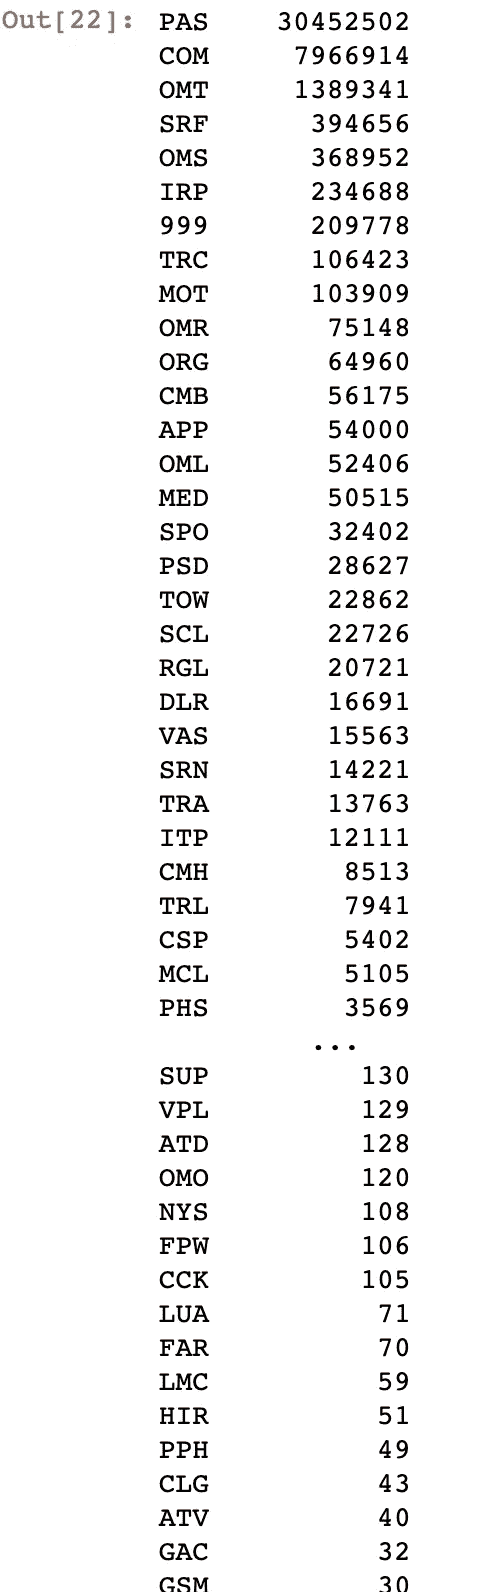 Out[22]: PAS 30452502
COM 7966914
OMT 1389341
SRF 394656
OMS 368952
IRP 234688
999 209778
TRC 106423
MOT 103909
OMR 75148
ORG 64960
CMB 56175
APP 54000
OML 52406
MED 50515
SPO 32402
PSD 28627
TOW 22862
SCL 22726
RGL 20721
DLR 16691
VAS 15563
SRN 14221
TRA 13763
ITP 12111
CMH 8513
TRL 7941
CSP 5402
MCL 5105
PHS 3569
...
SUP 130
VPL 129
ATD 128
OMO 120
NYS 108
FPW 106
CCK 105
LUA 71
FAR 70
LMC 59
HIR 51
PPH 49
CLG 43
ATV 40
GAC 32
GSM 30